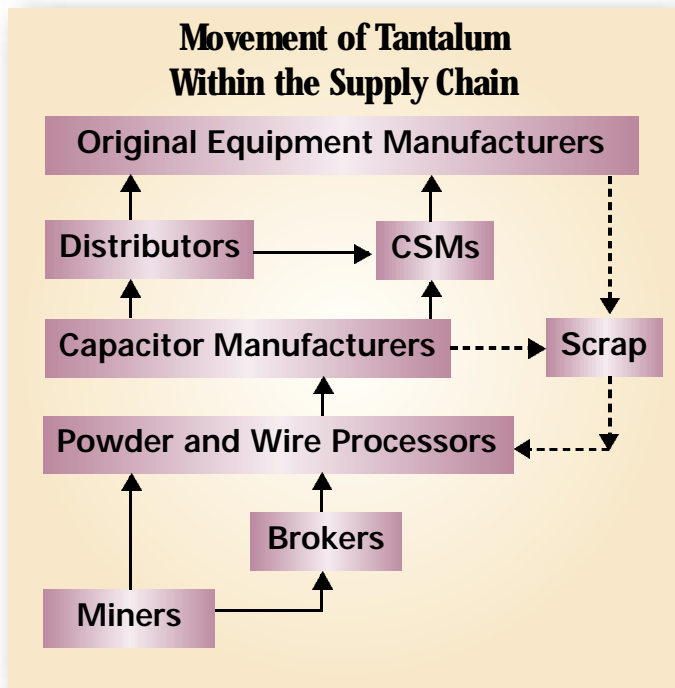 Movement of Tantalum
Within the Supply Chain
Original Equipment Manufacturers
Distributors
CSMs
Capacitor Manufacturers
Scrap
Powder and Wire Processors
Brokers
Miners